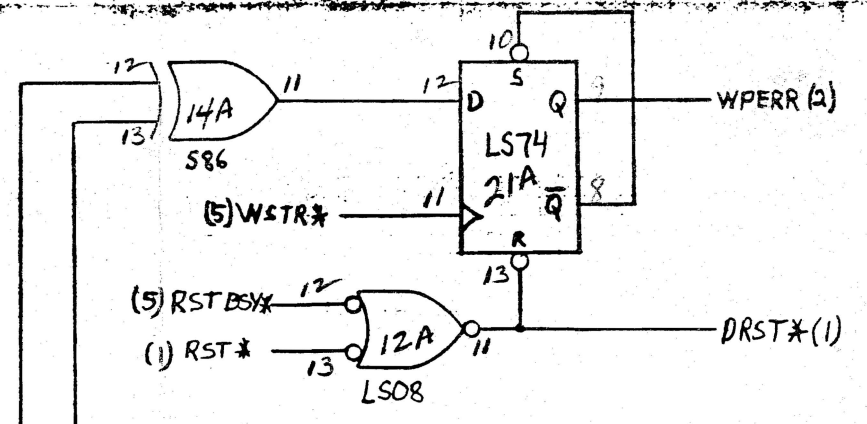 10
12
13
14A
11
S86
12
D
S
Q
9
WPERR (2)
LS74
21A
Q̅
8
(5) WSTR*
11
R
13
(5) RSTBSY*
12
(1) RST*
13
12A
11
DRST* (1)
LS08